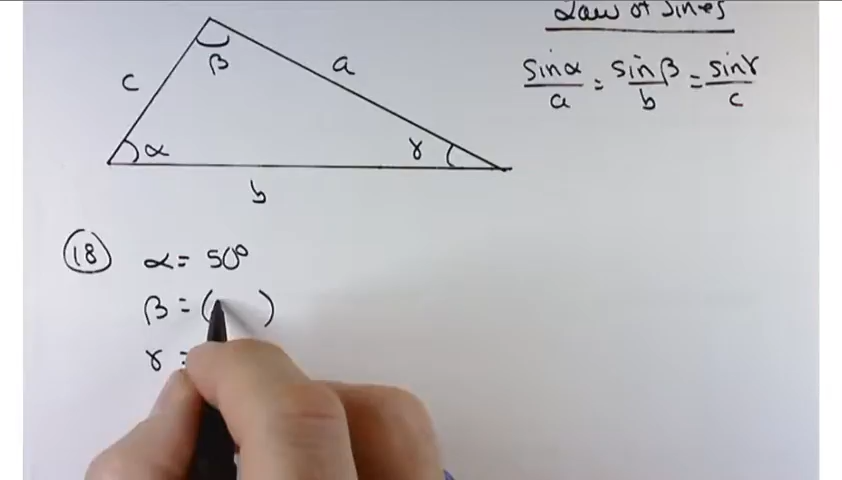 Law of Sines
sinα/a = sinβ/b = sinγ/c
β
a
c
α
γ
b
18
α = 50°
β = ( )
γ =